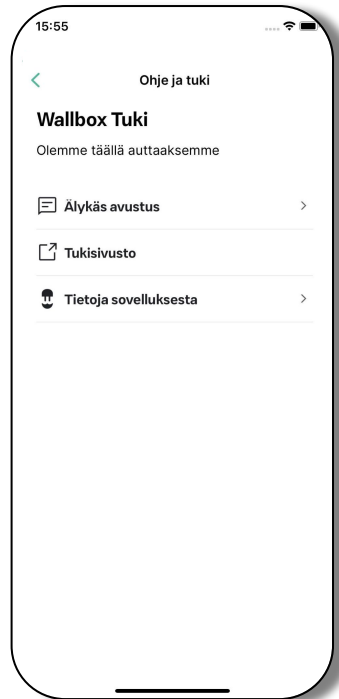 15:55
Ohje ja tuki
Wallbox Tuki
Olemme täällä auttaaksemme
Älykäs avustus
Tukisivusto
Tietoja sovelluksesta